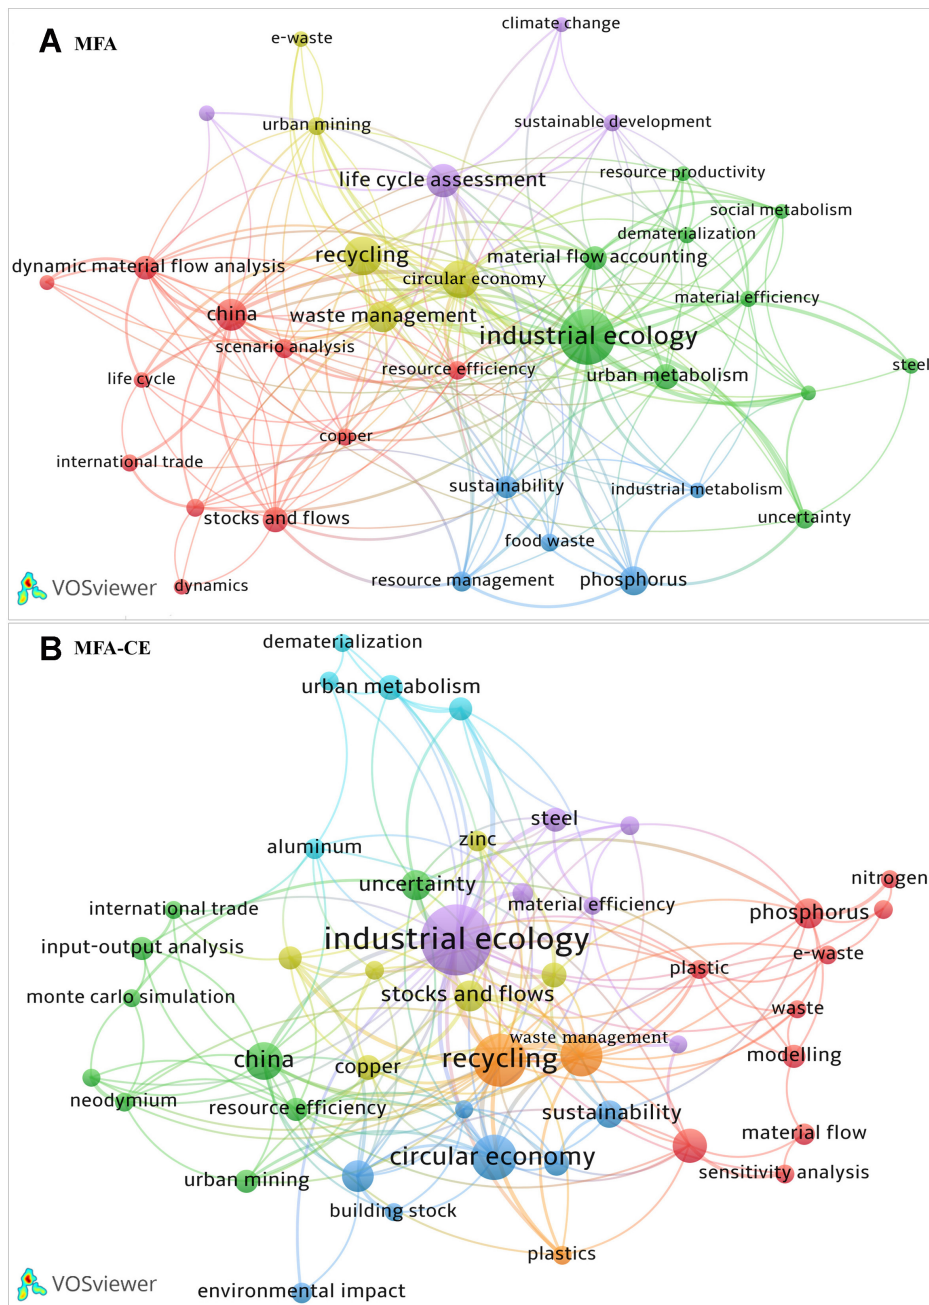 A MFA
climate change
e-waste
urban mining
sustainable development
life cycle assessment
resource productivity
social metabolism
dematerialization
recycling
material flow accounting
dynamic material flow analysis
circular economy
material efficiency
china
waste management
industrial ecology
scenario analysis
resource efficiency
urban metabolism
steel
life cycle
copper
international trade
sustainability
industrial metabolism
stocks and flows
uncertainty
food waste
resource management
phosphorus
dynamics
VOSviewer
B MFA-CE
dematerialization
urban metabolism
steel
zinc
aluminum
uncertainty
nitrogen
material efficiency
international trade
phosphorus
industrial ecology
input-output analysis
e-waste
plastic
stocks and flows
monte carlo simulation
waste
waste management
china
recycling
modelling
copper
neodymium
resource efficiency
sustainability
material flow
circular economy
sensitivity analysis
urban mining
building stock
plastics
environmental impact
VOSviewer